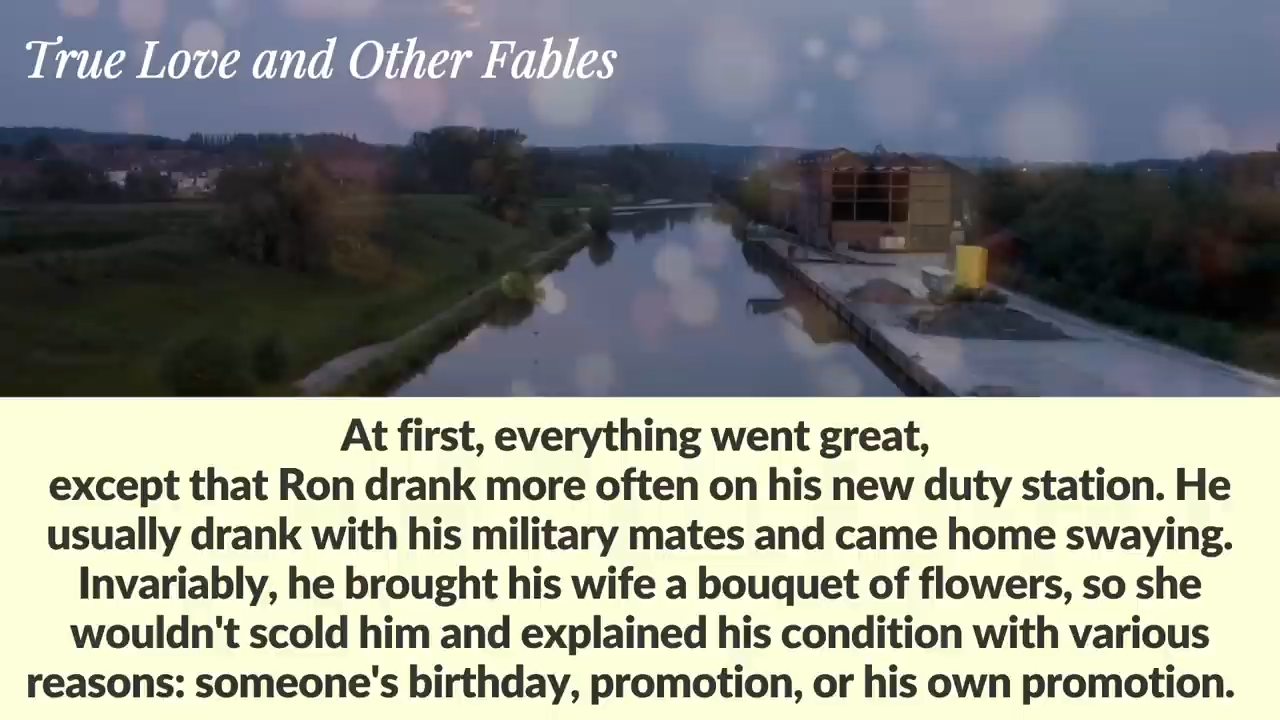 True Love and Other Fables
At first, everything went great,
except that Ron drank more often on his new duty station. He
usually drank with his military mates and came home swaying.
Invariably, he brought his wife a bouquet of flowers, so she
wouldn't scold him and explained his condition with various
reasons: someone's birthday, promotion, or his own promotion.